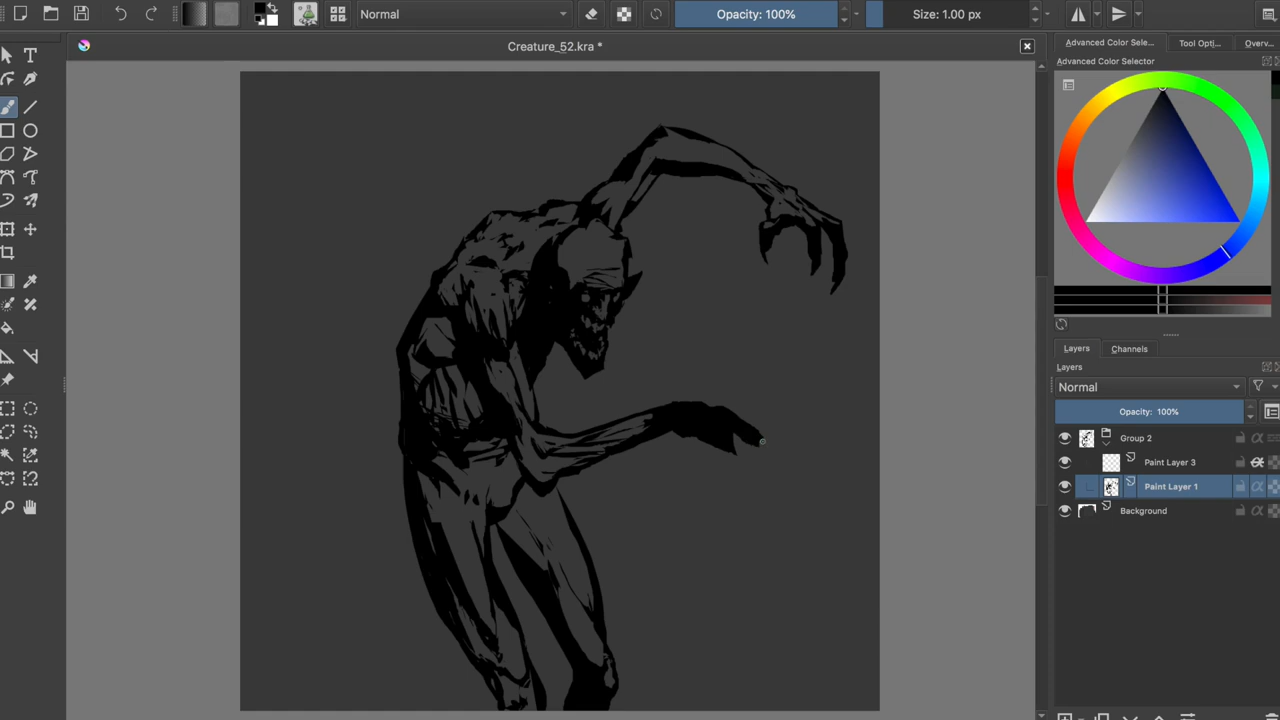 Normal
Opacity: 100%
Size: 1.00 px
Creature_52.kra *
Advanced Color Sele...
Tool Opti...
Overv...
Advanced Color Selector
Layers
Channels
Layers
Normal
Opacity: 100%
Group 2
Paint Layer 3
Paint Layer 1
Background